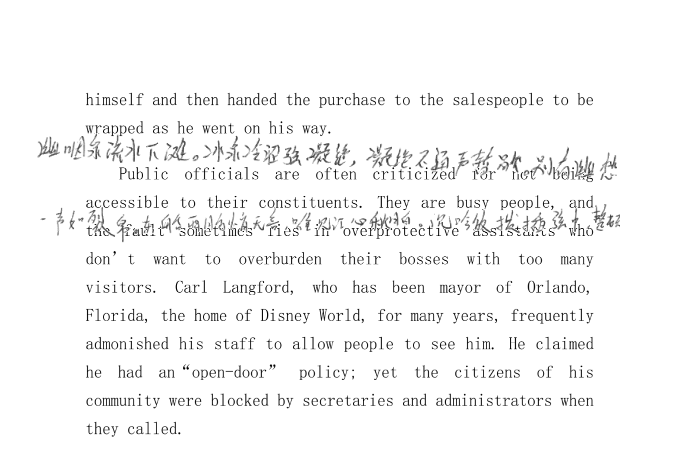 himself and then handed the purchase to the salespeople to be
wrapped as he went on his way.
幽咽泉流水下滩。冰泉冷涩弦凝绝，凝绝不通声暂歇，别有幽愁
Public officials are often criticized for not being
accessible to their constituents. They are busy people, and
一声如裂帛，东船西舫悄无言，唯见江心秋月白。沉吟放拨插弦中，整顿
the fault sometimes lies in overprotective assistants who
don't want to overburden their bosses with too many
visitors. Carl Langford, who has been mayor of Orlando,
Florida, the home of Disney World, for many years, frequently
admonished his staff to allow people to see him. He claimed
he had an “open-door” policy; yet the citizens of his
community were blocked by secretaries and administrators when
they called.